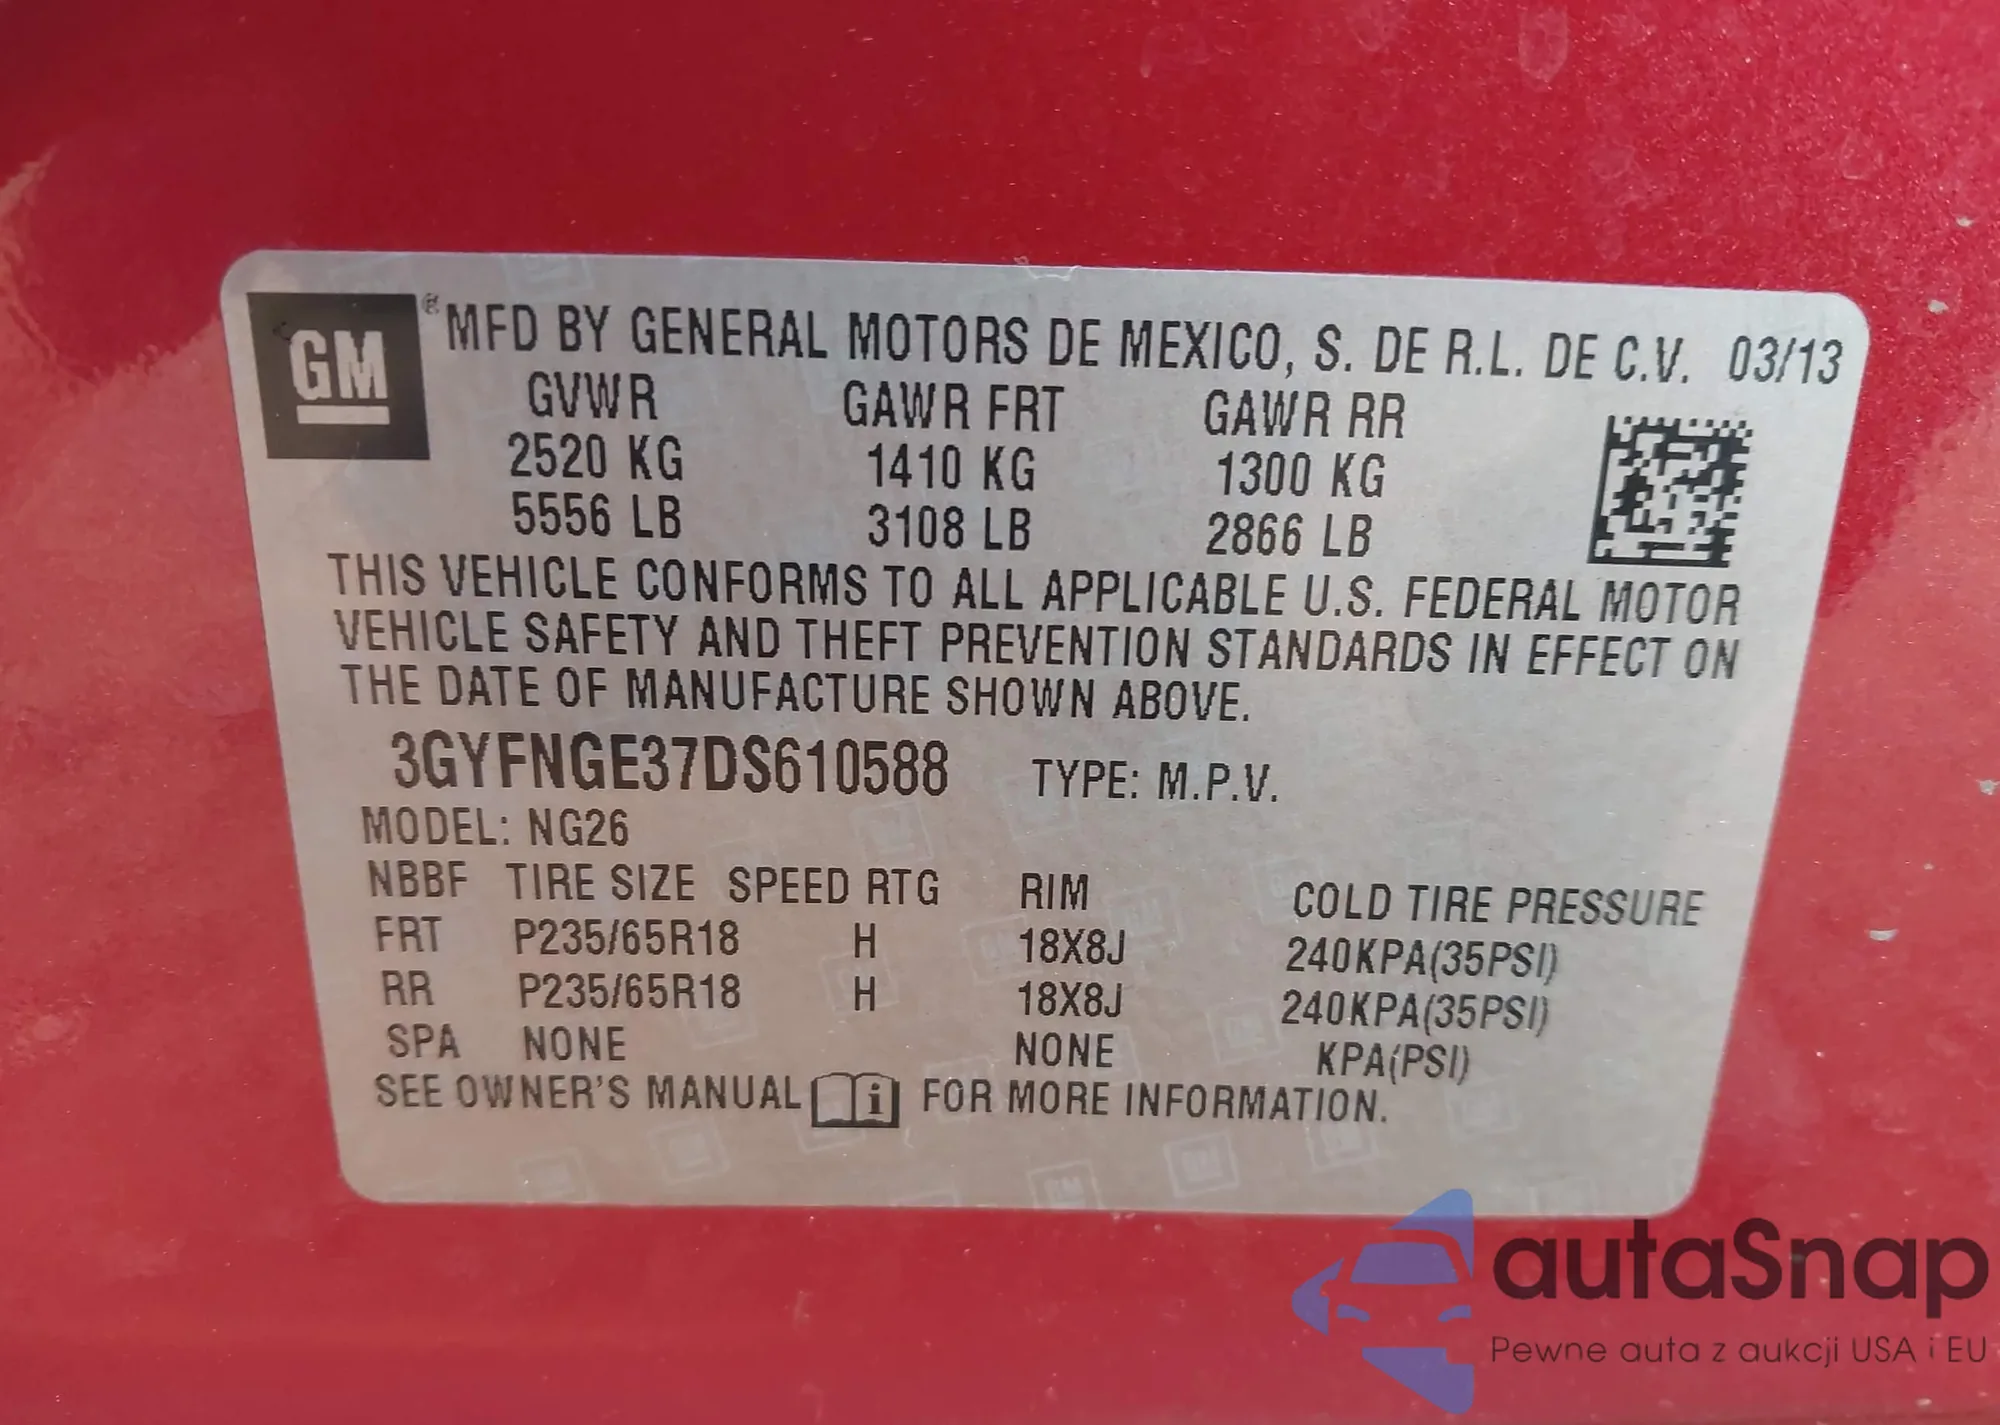 GM ® MFD BY GENERAL MOTORS DE MEXICO, S. DE R.L. DE C.V. 03/13
GVWR GAWR FRT GAWR RR
2520 KG 1410 KG 1300 KG
5556 LB 3108 LB 2866 LB
THIS VEHICLE CONFORMS TO ALL APPLICABLE U.S. FEDERAL MOTOR
VEHICLE SAFETY AND THEFT PREVENTION STANDARDS IN EFFECT ON
THE DATE OF MANUFACTURE SHOWN ABOVE.
3GYFNGE37DS610588 TYPE: M.P.V.
MODEL: NG26
NBBF TIRE SIZE SPEED RTG RIM COLD TIRE PRESSURE
FRT P235/65R18 H 18X8J 240KPA(35PSI)
RR P235/65R18 H 18X8J 240KPA(35PSI)
SPA NONE NONE KPA(PSI)
SEE OWNER'S MANUAL i FOR MORE INFORMATION.
autaSnap
Pewne auta z aukcji USA i EU